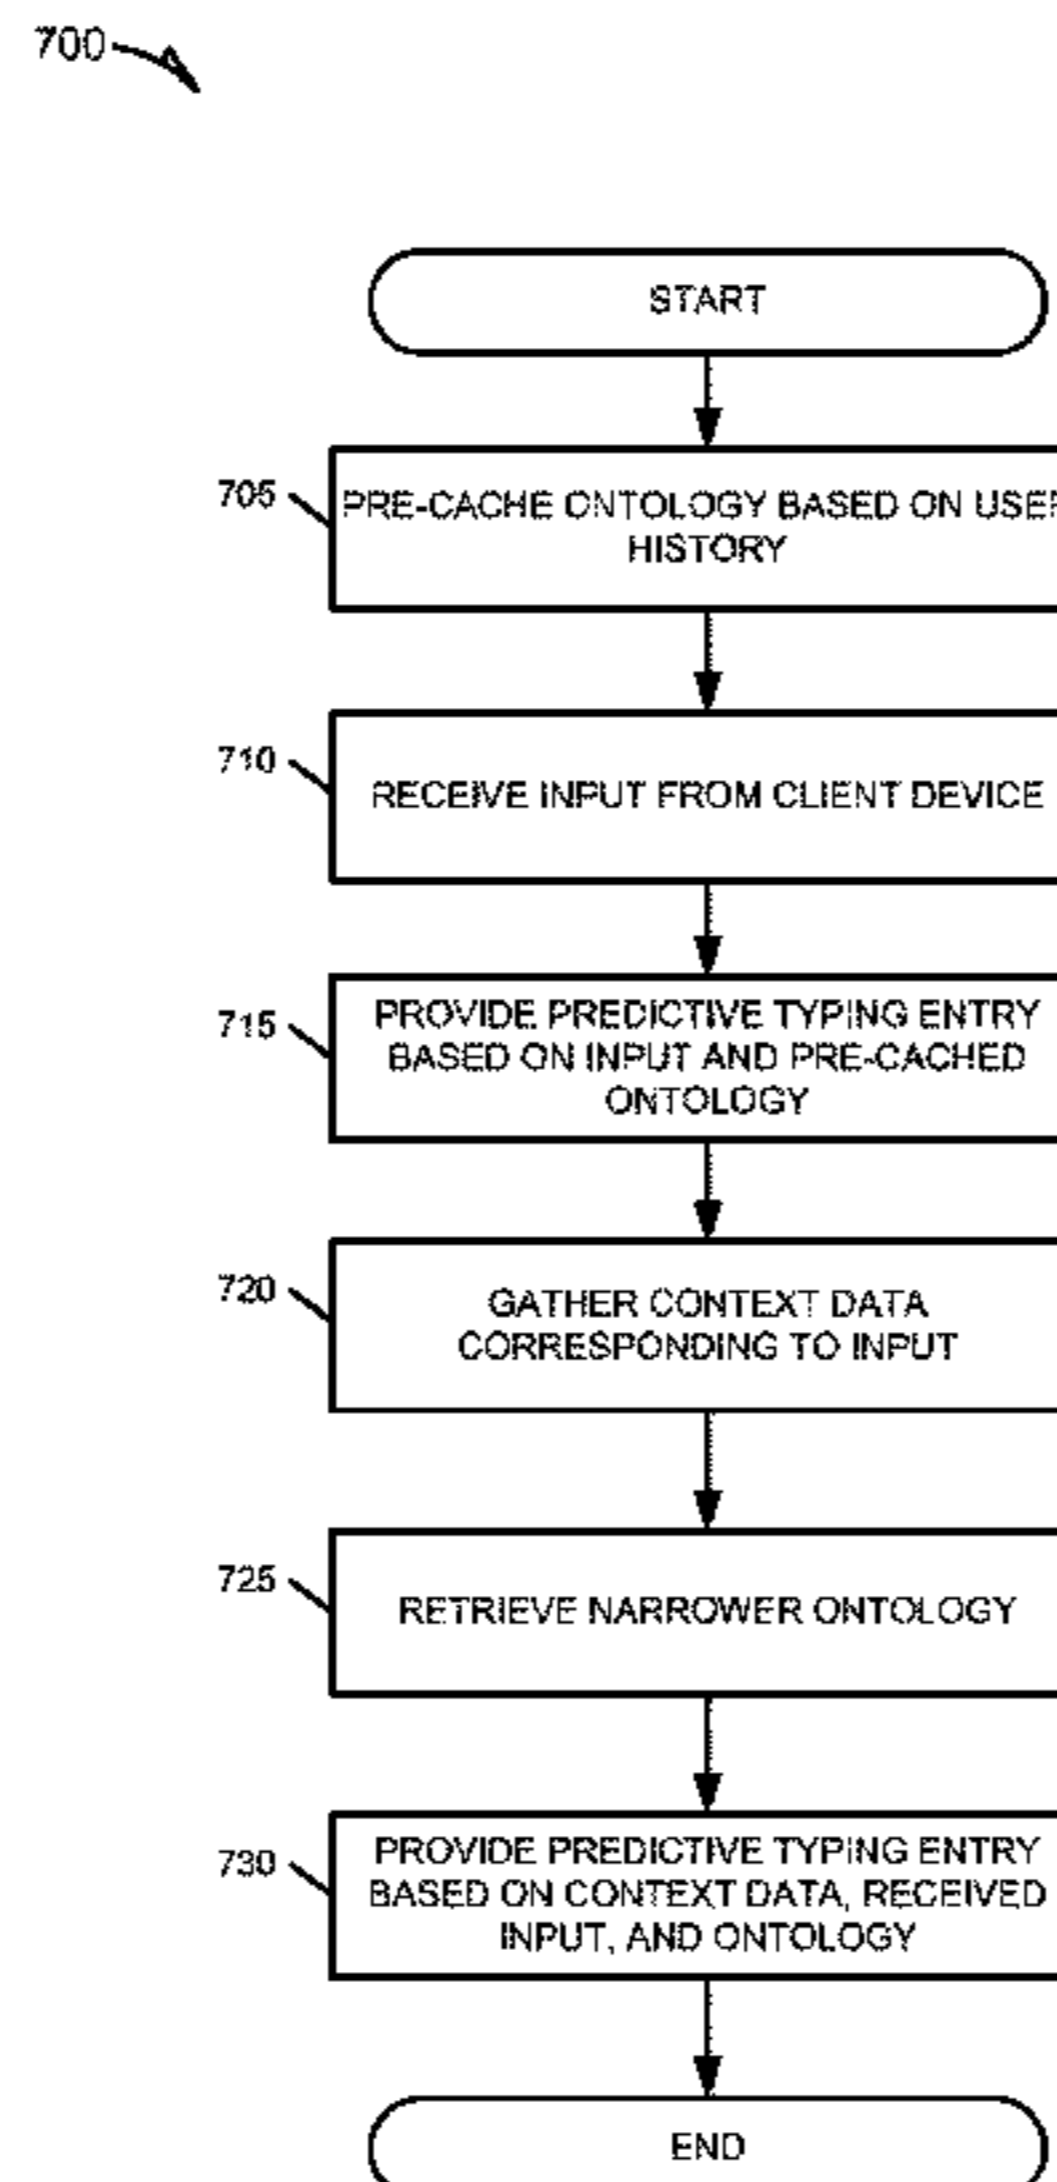 700
START
705
PRE-CACHE ONTOLOGY BASED ON USER
HISTORY
710
RECEIVE INPUT FROM CLIENT DEVICE
715
PROVIDE PREDICTIVE TYPING ENTRY
BASED ON INPUT AND PRE-CACHED
ONTOLOGY
720
GATHER CONTEXT DATA
CORRESPONDING TO INPUT
725
RETRIEVE NARROWER ONTOLOGY
730
PROVIDE PREDICTIVE TYPING ENTRY
BASED ON CONTEXT DATA, RECEIVED
INPUT, AND ONTOLOGY
END